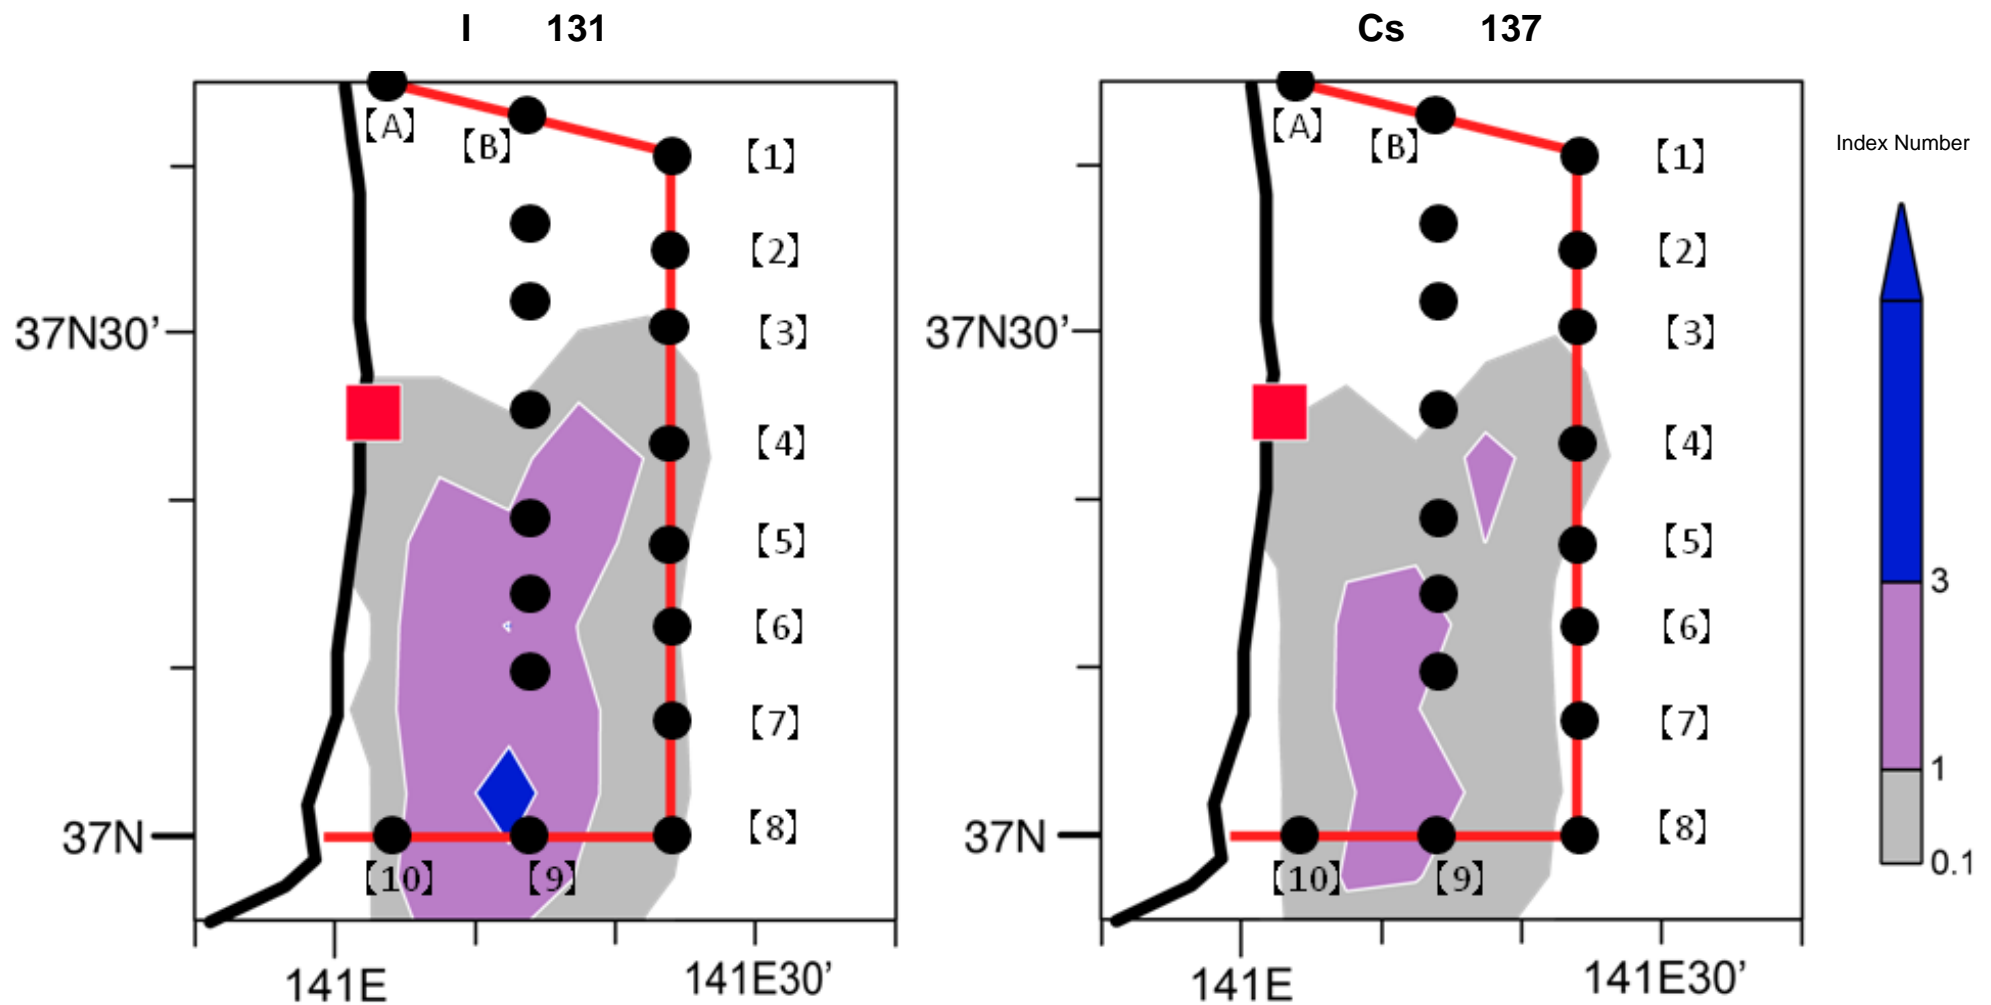 I 131
Cs 137
【A】
【B】
【1】
【2】
【3】
【4】
【5】
【6】
【7】
【8】
【9】
【10】
37N30’
37N
141E
141E30’
【A】
【B】
【1】
【2】
【3】
【4】
【5】
【6】
【7】
【8】
【9】
【10】
37N30’
37N
141E
141E30’
Index Number
3
1
0.1